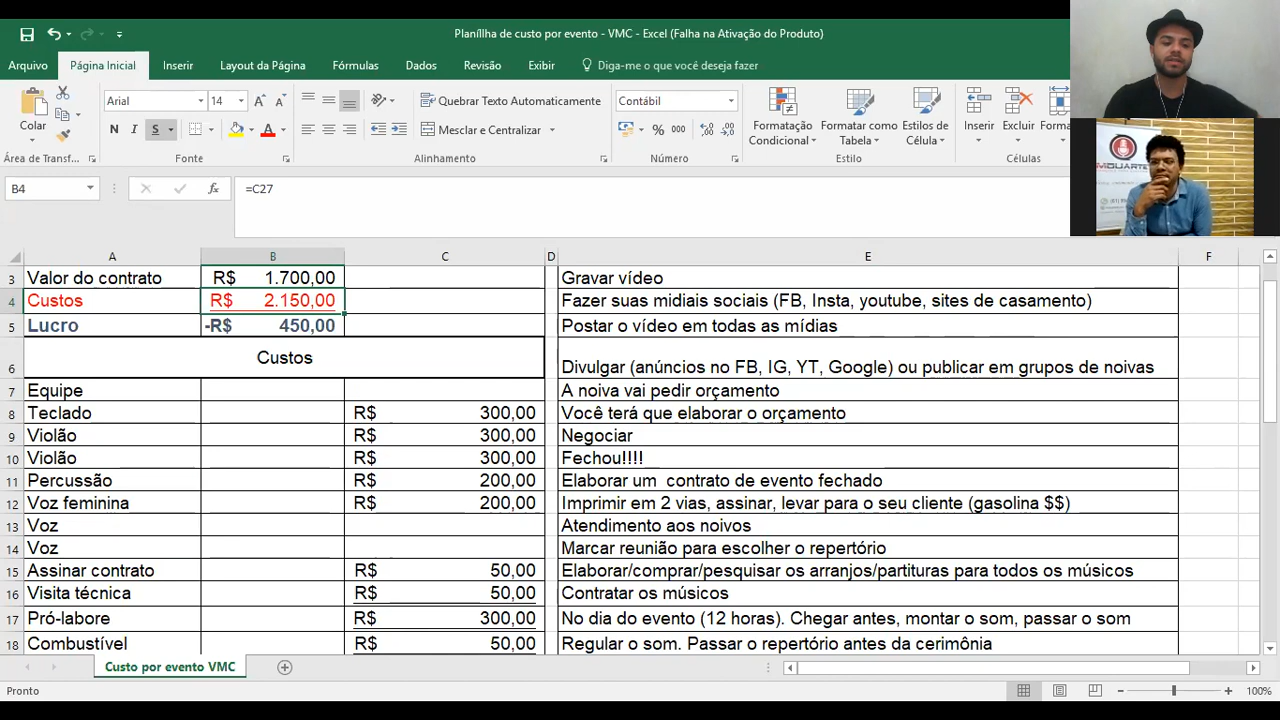 Planíllha de custo por evento - VMC - Excel (Falha na Ativação do Produto)
Arquivo Página Inicial Inserir Layout da Página Fórmulas Dados Revisão Exibir Diga-me o que você deseja fazer
Arial 14 A A Quebrar Texto Automaticamente Contábil
Colar N I S A Mesclar e Centralizar % 000 Formatação Condicional Formatar como Tabela Estilos de Célula Inserir Excluir Forma
Área de Transf... Fonte Alinhamento Número Estilo Células
MDUARTE
B4 fx =C27
A B C D E F
3 Valor do contrato R$ 1.700,00 Gravar vídeo
4 Custos R$ 2.150,00 Fazer suas midiais sociais (FB, Insta, youtube, sites de casamento)
5 Lucro -R$ 450,00 Postar o vídeo em todas as mídias
6 Custos Divulgar (anúncios no FB, IG, YT, Google) ou publicar em grupos de noivas
7 Equipe A noiva vai pedir orçamento
8 Teclado R$ 300,00 Você terá que elaborar o orçamento
9 Violão R$ 300,00 Negociar
10 Violão R$ 300,00 Fechou!!!!
11 Percussão R$ 200,00 Elaborar um contrato de evento fechado
12 Voz feminina R$ 200,00 Imprimir em 2 vias, assinar, levar para o seu cliente (gasolina $$)
13 Voz Atendimento aos noivos
14 Voz Marcar reunião para escolher o repertório
15 Assinar contrato R$ 50,00 Elaborar/comprar/pesquisar os arranjos/partituras para todos os músicos
16 Visita técnica R$ 50,00 Contratar os músicos
17 Pró-labore R$ 300,00 No dia do evento (12 horas). Chegar antes, montar o som, passar o som
18 Combustível R$ 50,00 Regular o som. Passar o repertório antes da cerimônia
Custo por evento VMC
Pronto 100%